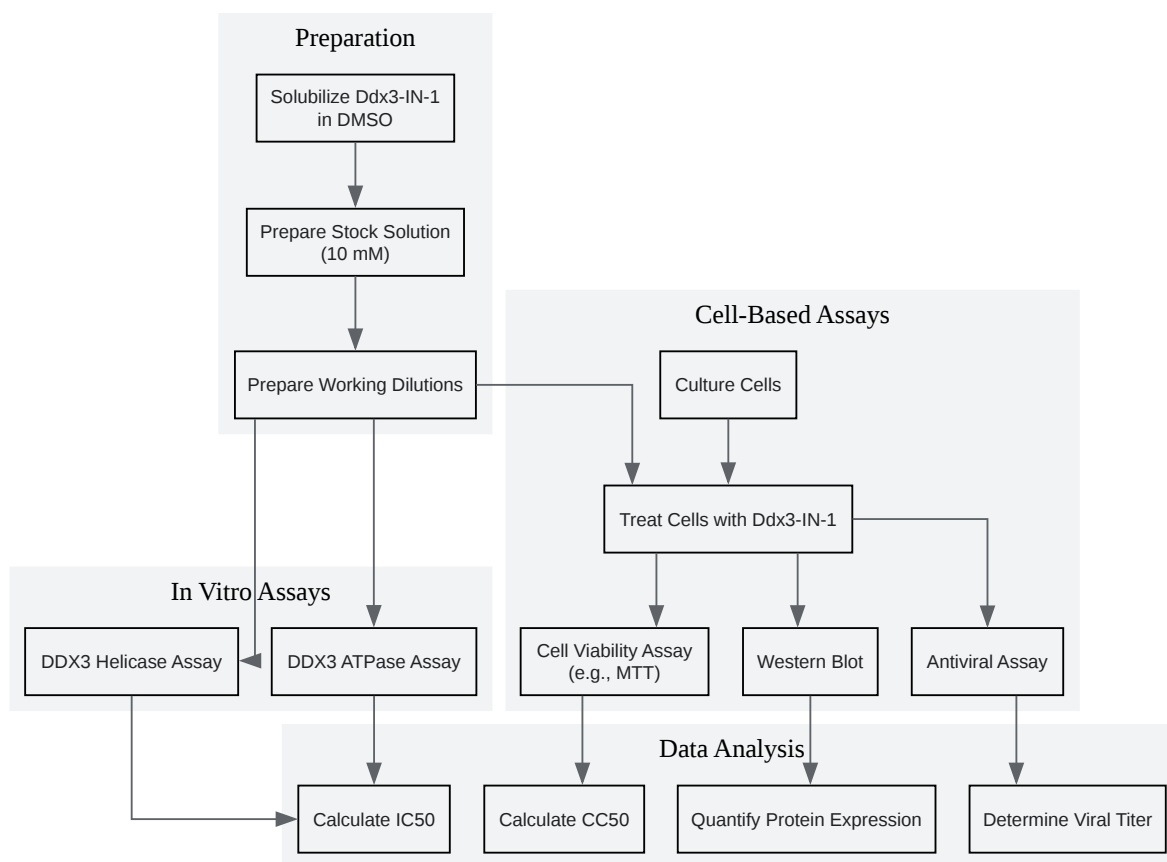 Preparation
Solubilize Ddx3-IN-1
in DMSO
Prepare Stock Solution
(10 mM)
Prepare Working Dilutions
Cell-Based Assays
Culture Cells
Treat Cells with Ddx3-IN-1
Cell Viability Assay
(e.g., MTT)
Western Blot
Antiviral Assay
In Vitro Assays
DDX3 Helicase Assay
DDX3 ATPase Assay
Data Analysis
Calculate IC50
Calculate CC50
Quantify Protein Expression
Determine Viral Titer